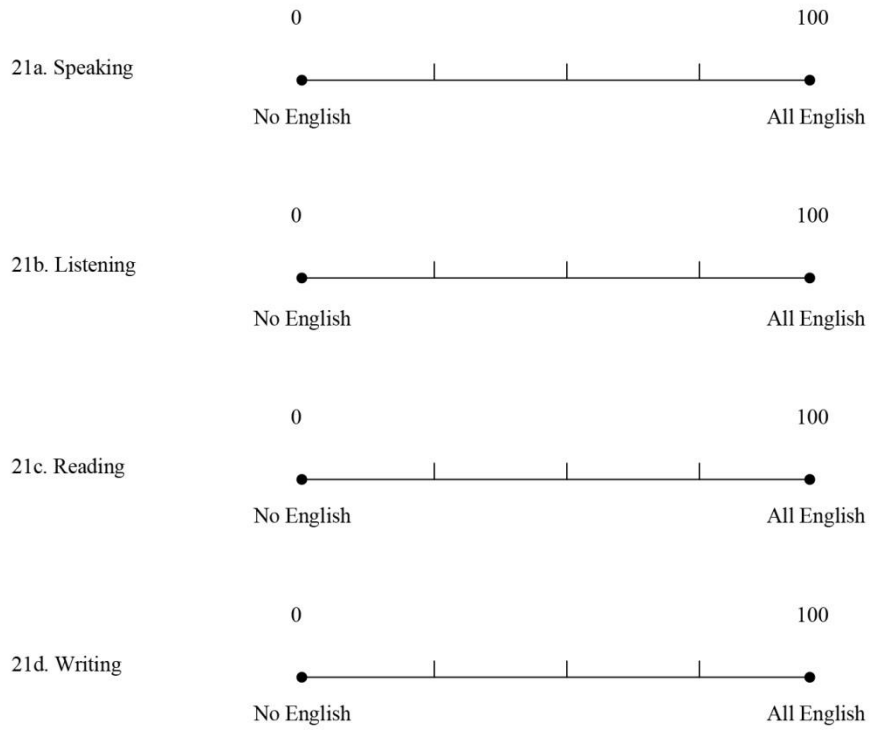 0 100
21a. Speaking
No English All English
0 100
21b. Listening
No English All English
0 100
21c. Reading
No English All English
0 100
21d. Writing
No English All English